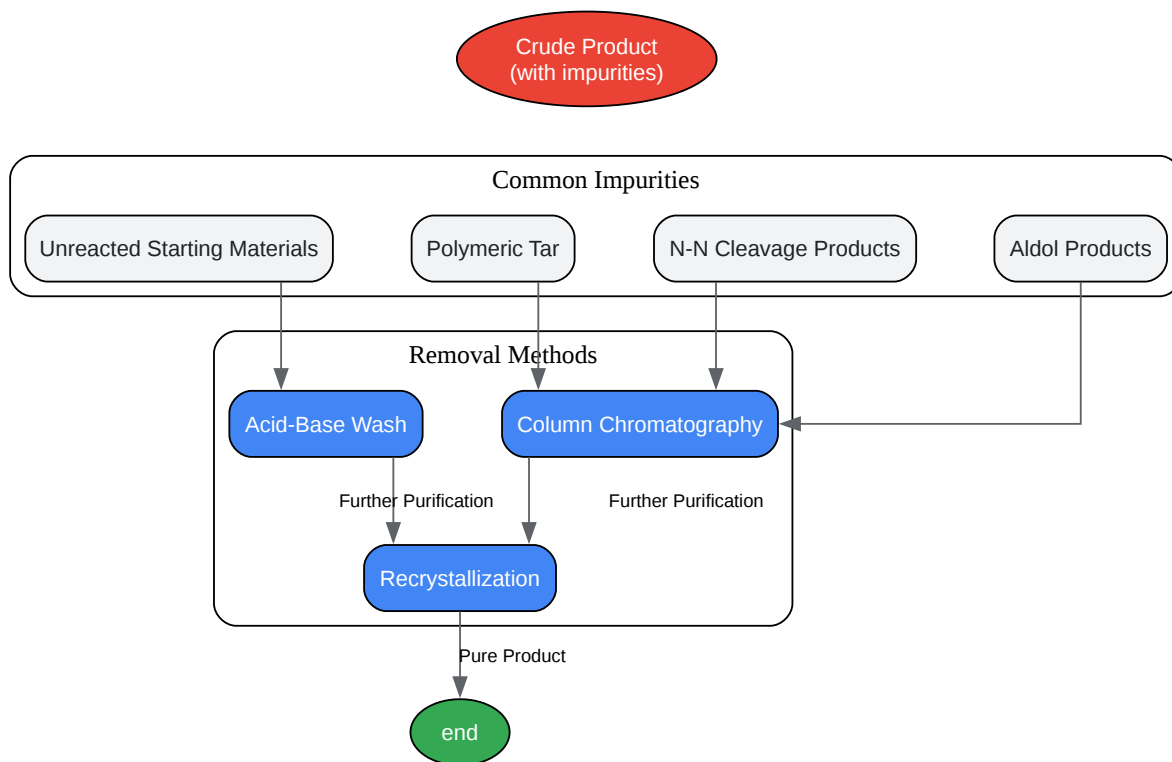 Crude Product
(with impurities)
Common Impurities
Unreacted Starting Materials
Polymeric Tar
N-N Cleavage Products
Aldol Products
Removal Methods
Acid-Base Wash
Column Chromatography
Further Purification
Further Purification
Recrystallization
Pure Product
end